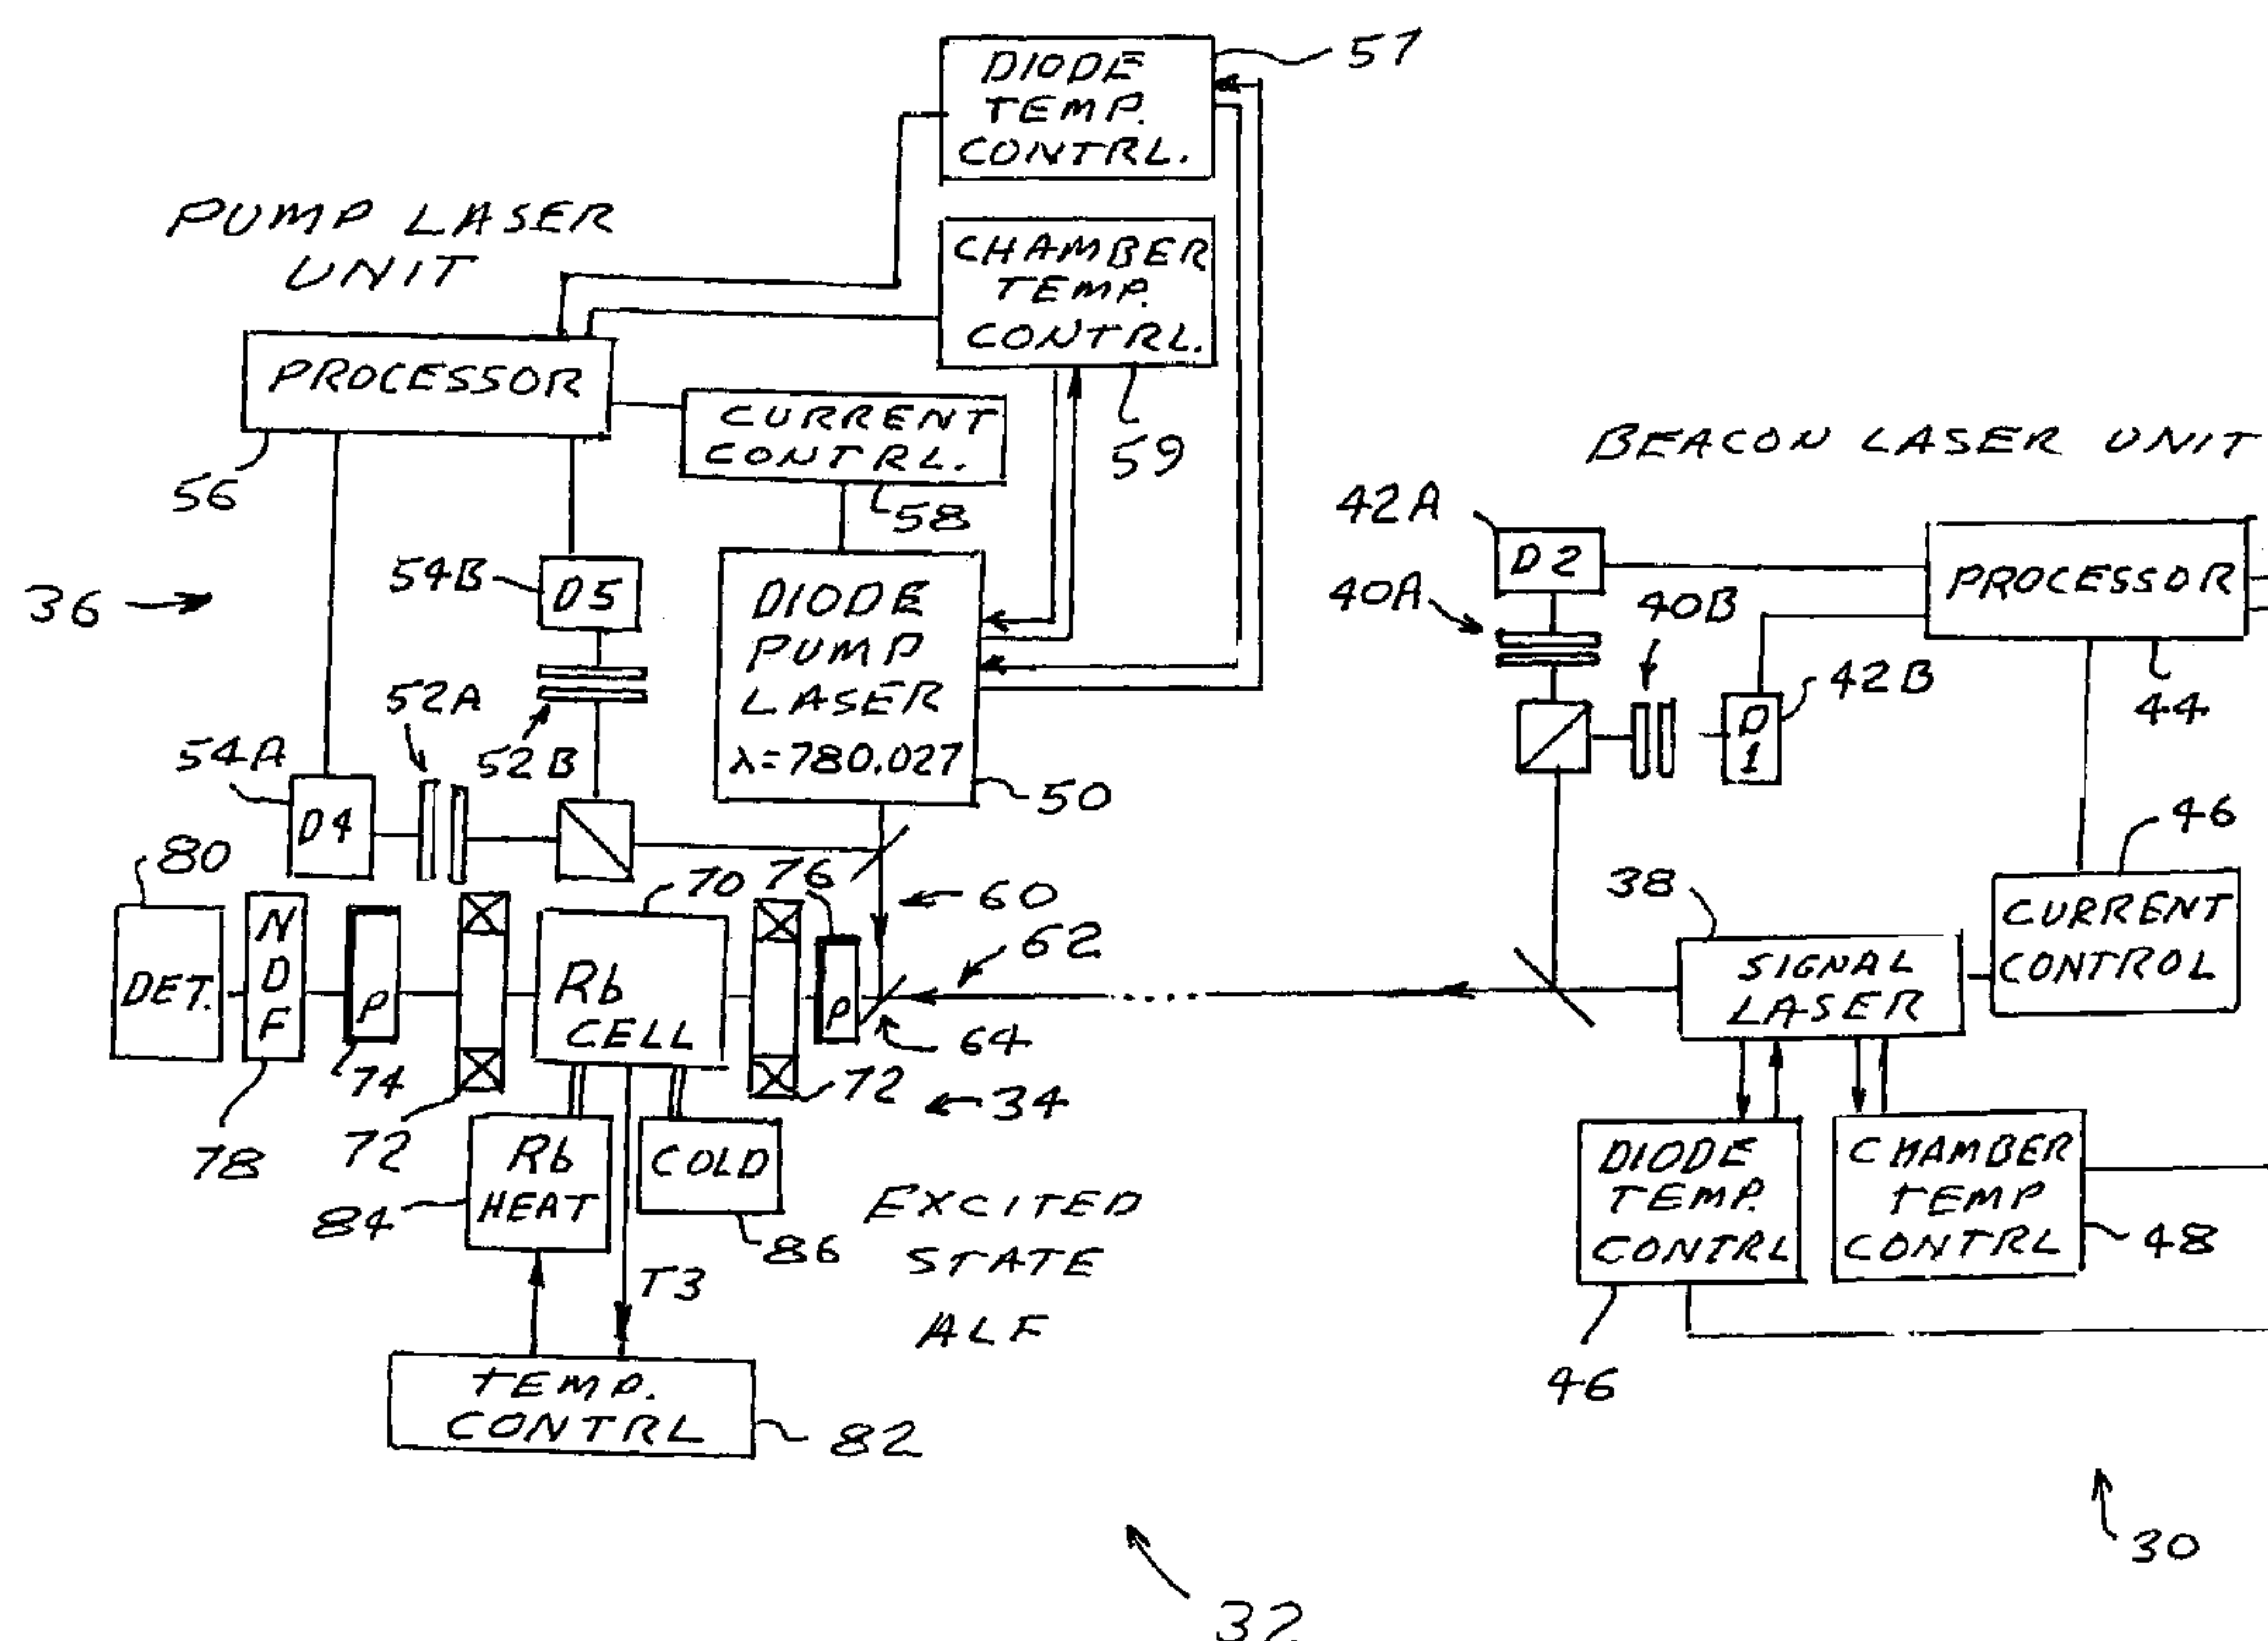 DIODE
TEMP.
CONTRL.
57
PUMP LASER
UNIT
CHAMBER
TEMP.
CONTRL.
59
PROCESSOR
56
CURRENT
CONTRL.
58
36
54B
D5
52A
52B
54A
D4
DIODE
PUMP
LASER
λ=780.027
50
80
DET.
N
D
F
78
P
74
72
70
Rb
CELL
76
P
72
60
62
64
34
Rb
HEAT
84
COLD
86
T3
EXCITED
STATE
ALF
TEMP.
CONTRL
82
32
BEACON LASER UNIT
42A
D2
40A
40B
D
1
42B
PROCESSOR
44
46
CURRENT
CONTROL
38
SIGNAL
LASER
DIODE
TEMP.
CONTRL
46
CHAMBER
TEMP
CONTRL
48
30